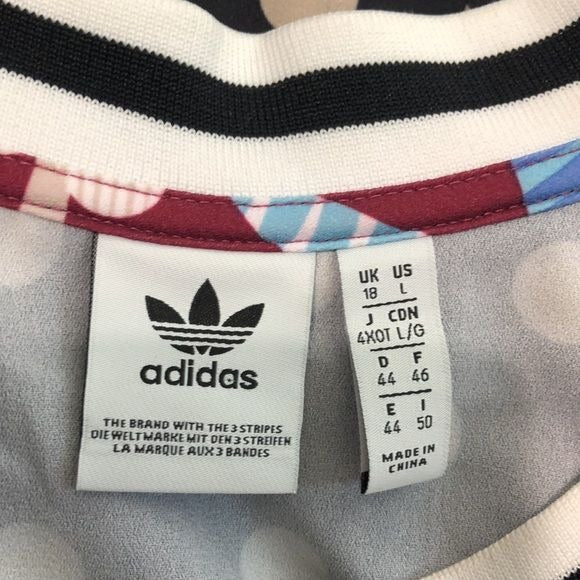 adidas
THE BRAND WITH THE 3 STRIPES
DIE WELTMARKE MIT DEN 3 STREIFEN
LA MARQUE AUX 3 BANDES
UK US
18 L
J CDN
4XOT L/G
D F
44 46
E I
44 50
MADE IN
CHINA